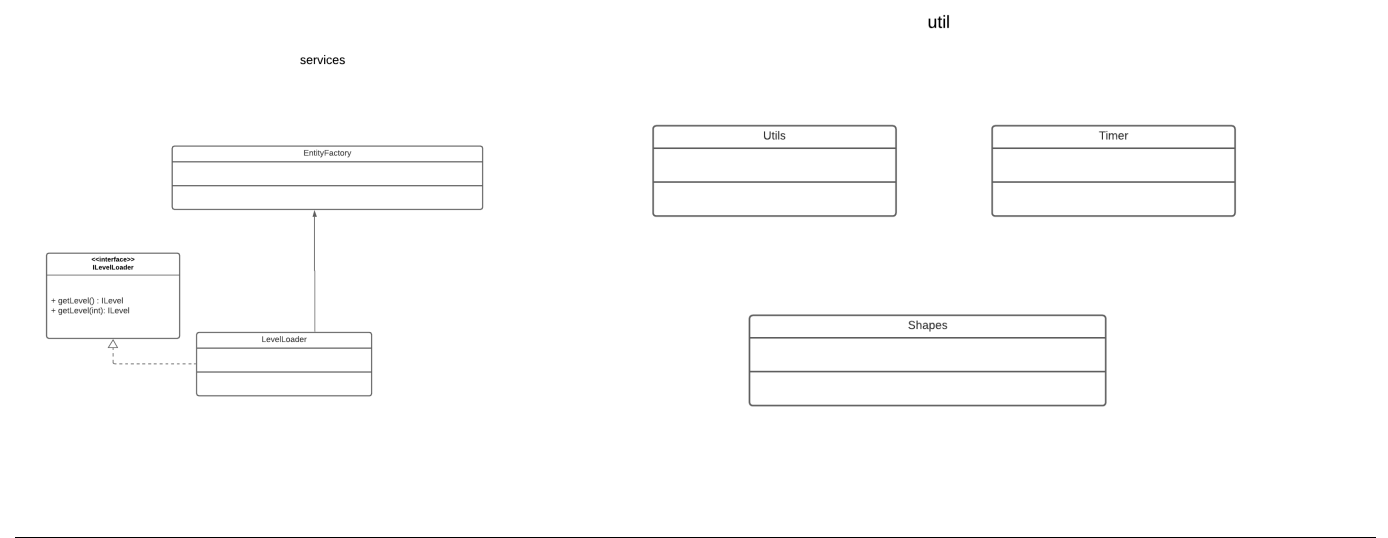 util
services
Utils
Timer
EntityFactory
<<interface>>
ILevelLoader
+ getLevel() : ILevel
+ getLevel(int): ILevel
Shapes
LevelLoader